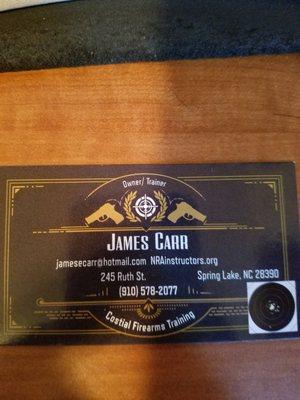 Owner/ Trainer
JAMES CARR
jamesecarr@hotmail.com NRAinstructors.org
245 Ruth St. Spring Lake, NC 28390
(910) 578-2077
Costial Firearms Training